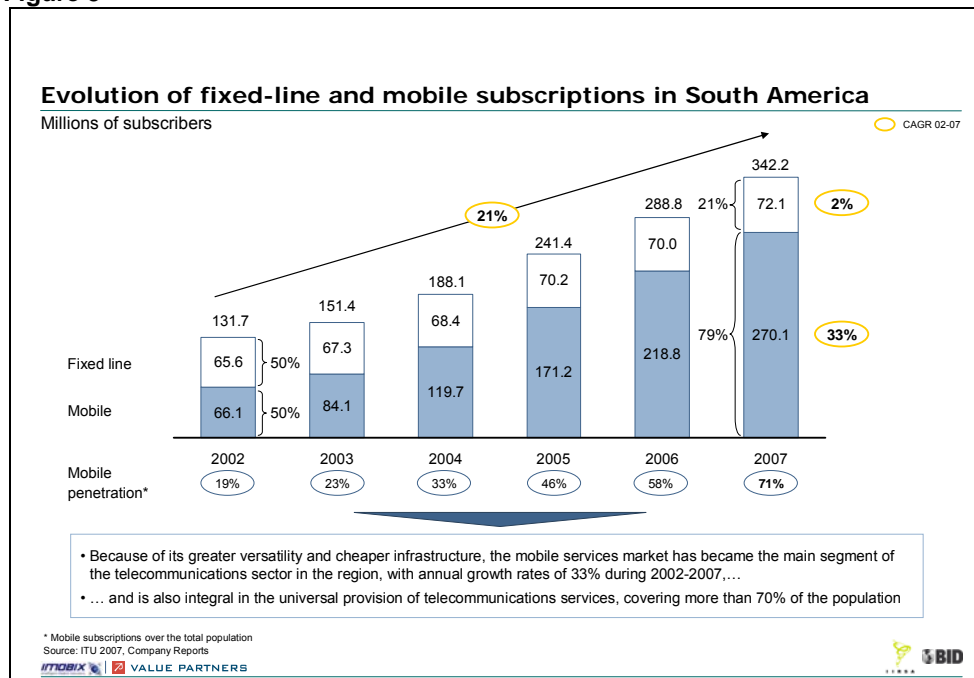 Evolution of fixed-line and mobile subscriptions in South America
Millions of subscribers
CAGR 02-07
342.2
288.8
21%
72.1
2%
21%
241.4
70.0
188.1
70.2
151.4
131.7
68.4
79%
270.1
33%
67.3
218.8
Fixed line
65.6
50%
171.2
119.7
Mobile
66.1
50%
84.1
2002
2003
2004
2005
2006
2007
Mobile
penetration*
19%
23%
33%
46%
58%
71%
• Because of its greater versatility and cheaper infrastructure, the mobile services market has became the main segment of
the telecommunications sector in the region, with annual growth rates of 33% during 2002-2007,…
• … and is also integral in the universal provision of telecommunications services, covering more than 70% of the population
* Mobile subscriptions over the total population
Source: ITU 2007, Company Reports
imobix
VALUE PARTNERS
IIRSA
BID